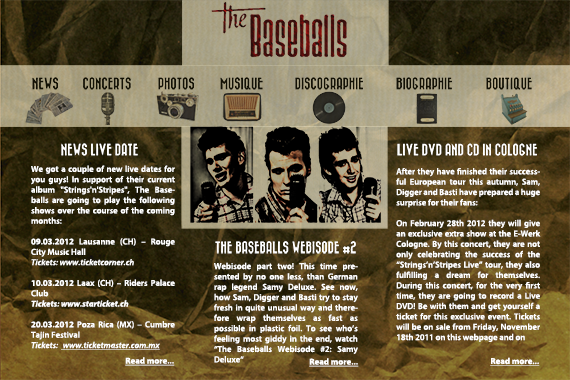 the
Baseballs
NEWS
CONCERTS
PHOTOS
MUSIQUE
DISCOGRAPHIE
BIOGRAPHIE
BOUTIQUE
NEWS LIVE DATE
We got a couple of new live dates for
you guys! In support of their current
album "Strings'n'Stripes", The Base-
balls are going to play the following
shows over the course of the coming
months:
09.03.2012 Lausanne (CH) – Rouge
City Music Hall
Tickets: www.ticketcorner.ch
10.03.2012 Laax (CH) – Riders Palace
Club
Tickets: www.starticket.ch
20.03.2012 Poza Rica (MX) – Cumbre
Tajin Festival
Tickets: www.ticketmaster.com.mx
Read more...
THE BASEBALLS WEBISODE #2
Webisode part two! This time pre-
sented by no one less, than German
rap legend Samy Deluxe. See now,
how Sam, Digger and Basti try to stay
fresh in quite unusual way and there-
fore wrap themselves as fast as
possible in plastic foil. To see who's
feeling most giddy in the end, watch
"The Baseballs Webisode #2: Samy
Deluxe"
Read more...
LIVE DVD AND CD IN COLOGNE
After they have finished their success-
ful European tour this autumn, Sam,
Digger and Basti have prepared a huge
surprise for their fans:
On February 28th 2012 they will give
an exclusive extra show at the E-Werk
Cologne. By this concert, they are not
only celebrating the success of the
"Strings'n'Stripes Live" tour, they also
fulfilling a dream for themselves.
During this concert, for the very first
time, they are going to record a Live
DVD! Be with them and get yourself a
ticket for this exclusive event. Tickets
will be on sale from Friday, November
18th 2011 on this webpage and on
Read more...